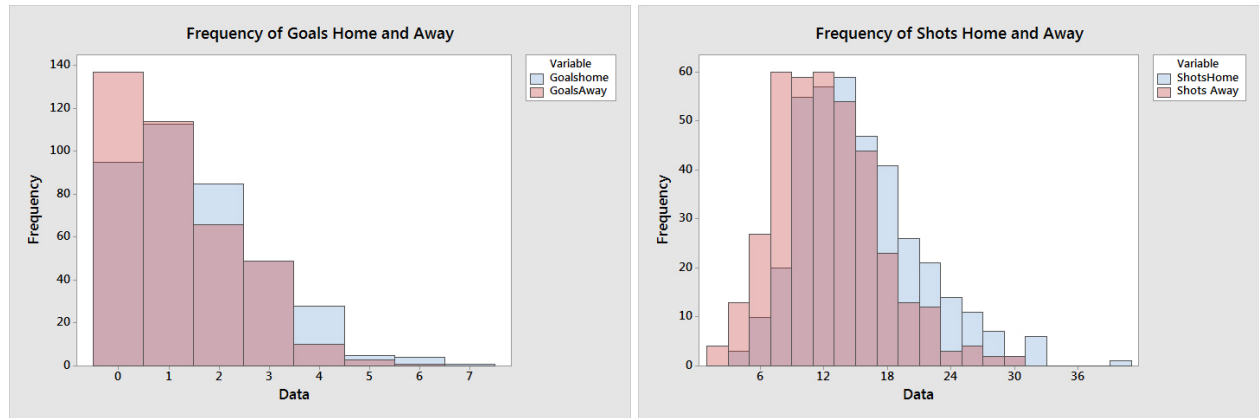 Frequency of Goals Home and Away
Variable
Goalshome
GoalsAway
140
120
100
80
60
40
20
0
Frequency
0 1 2 3 4 5 6 7
Data
Frequency of Shots Home and Away
Variable
ShotsHome
Shots Away
60
50
40
30
20
10
0
Frequency
6 12 18 24 30 36
Data